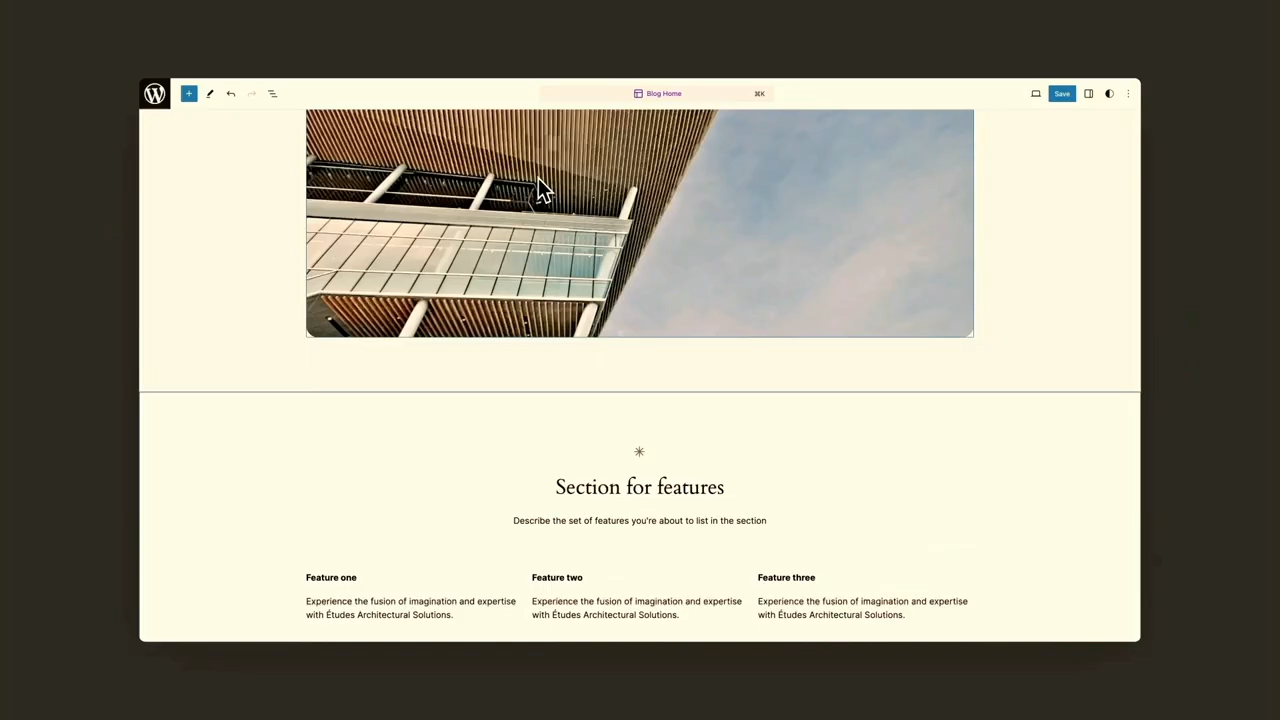 Blog Home
⌘K
Save
Section for features
Describe the set of features you're about to list in the section
Feature one
Feature two
Feature three
Experience the fusion of imagination and expertise
with Études Architectural Solutions.
Experience the fusion of imagination and expertise
with Études Architectural Solutions.
Experience the fusion of imagination and expertise
with Études Architectural Solutions.